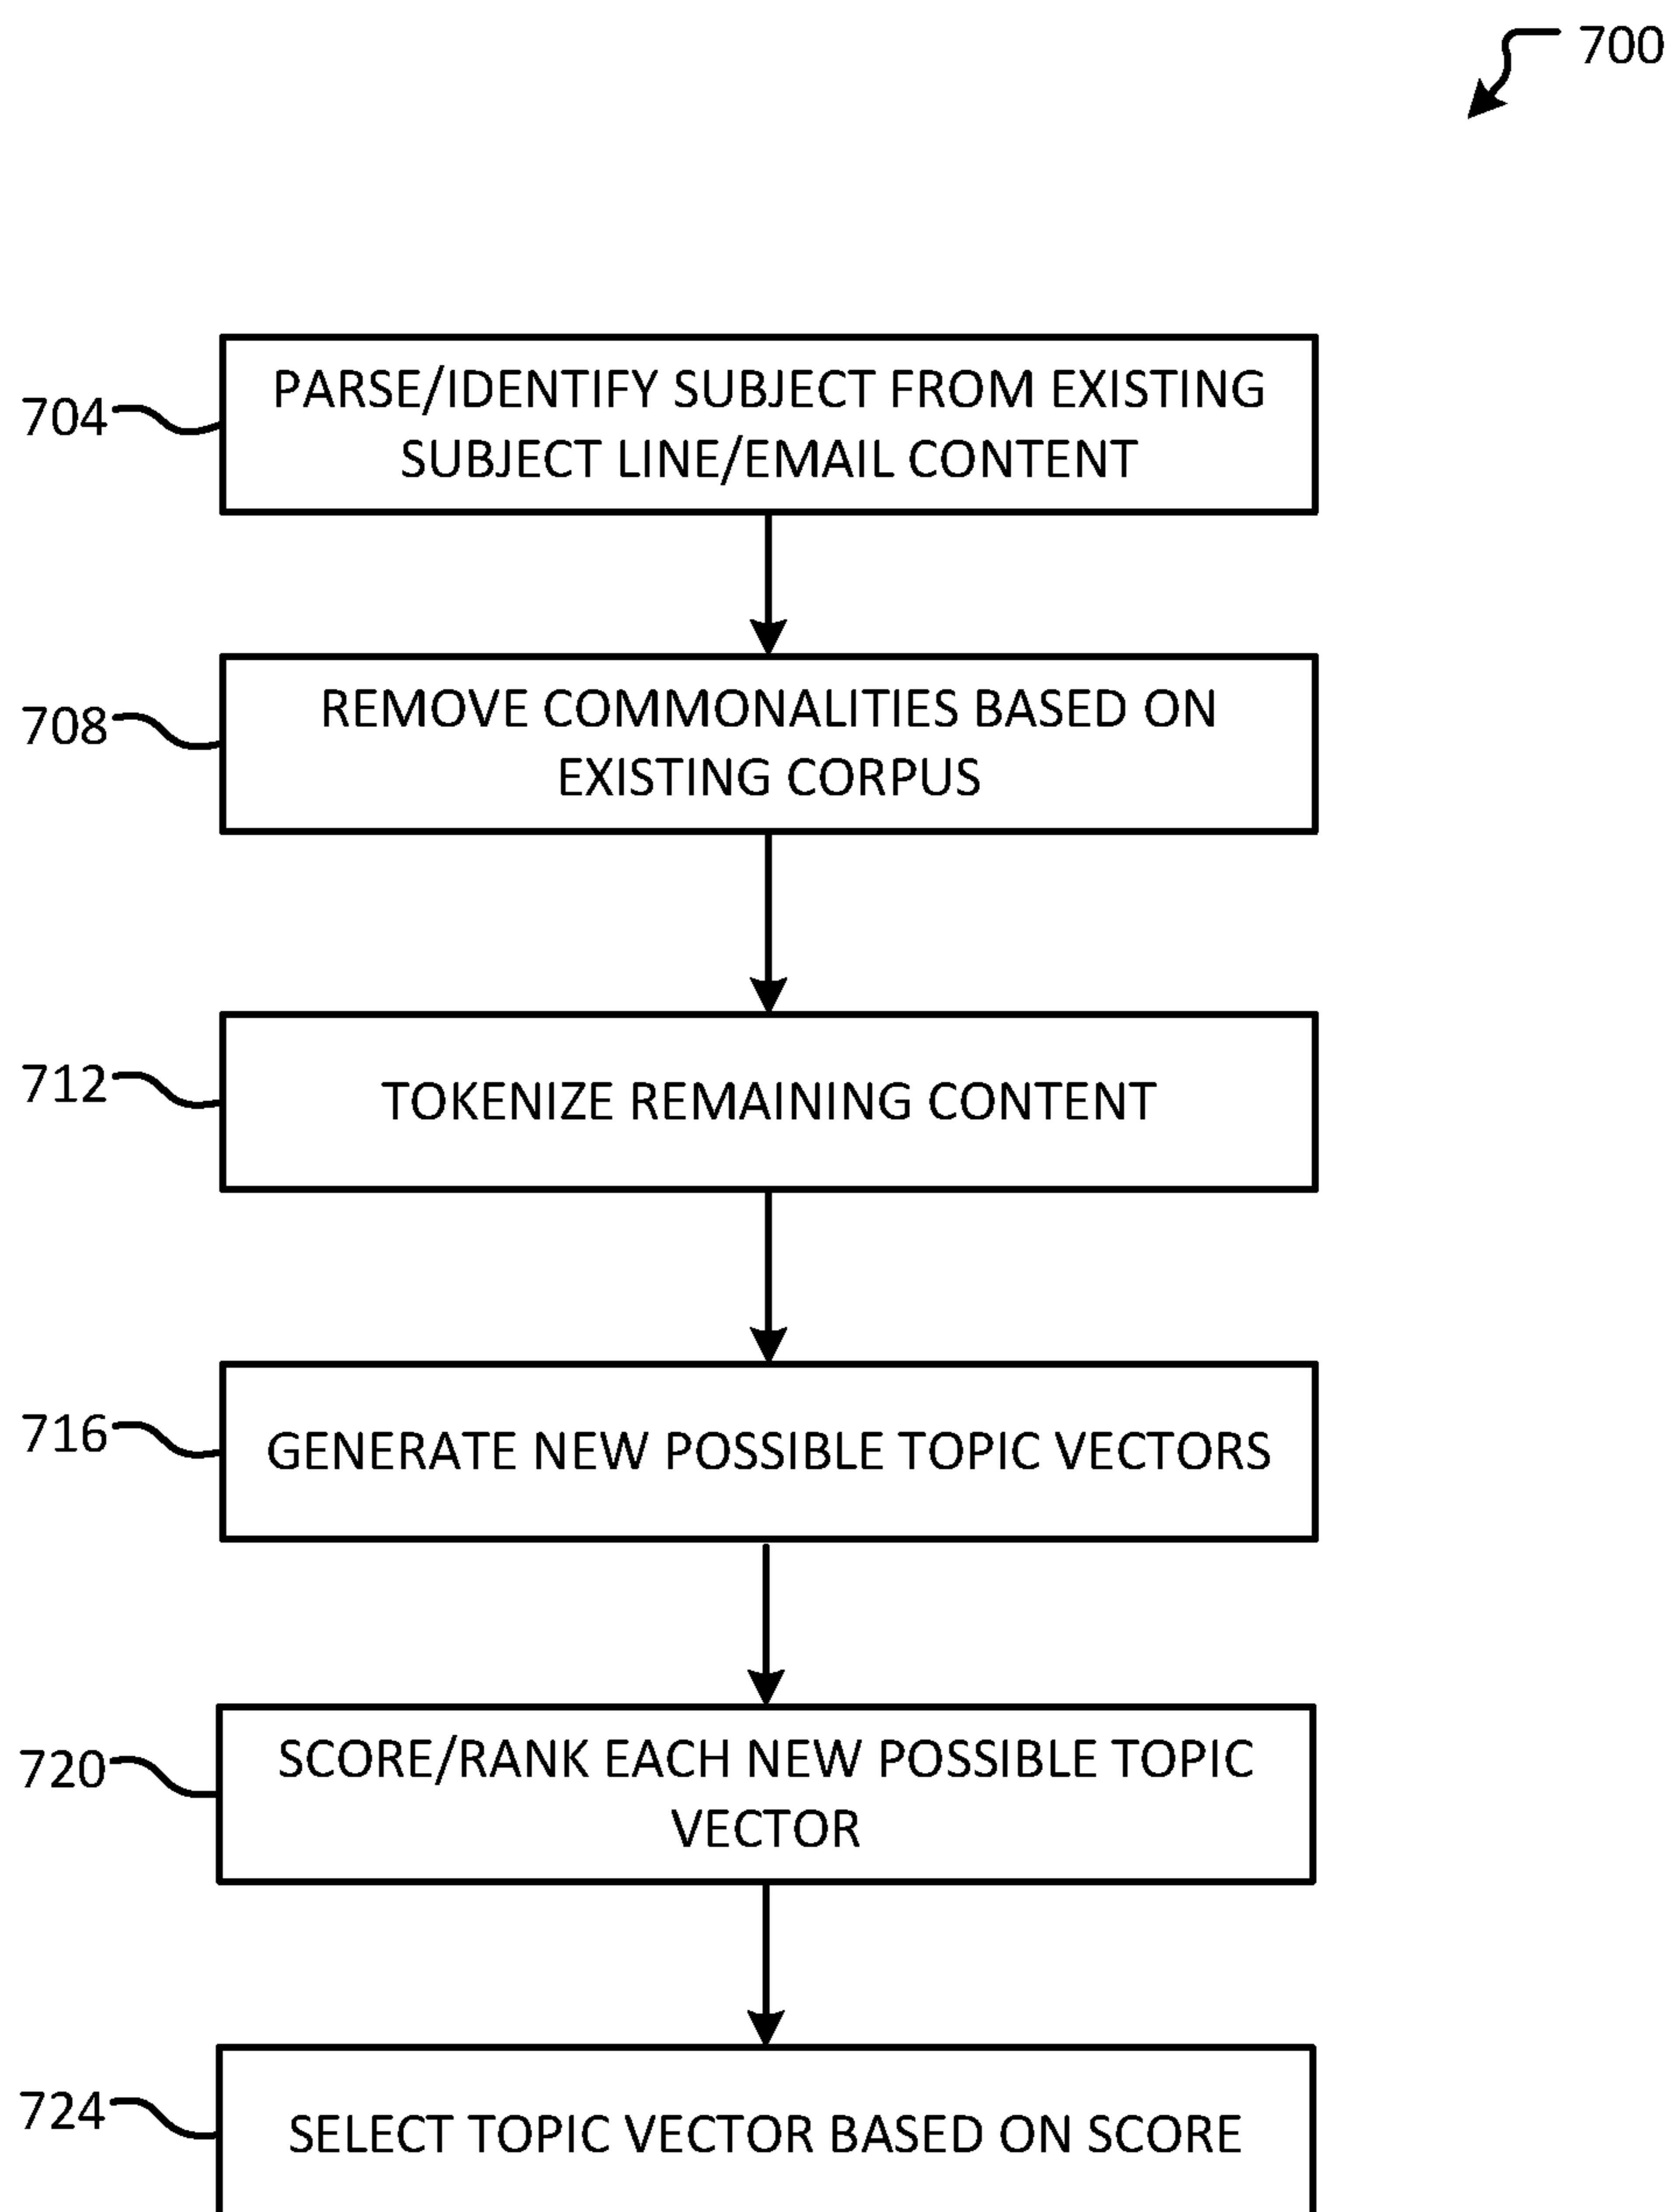 700
704
PARSE/IDENTIFY SUBJECT FROM EXISTING
SUBJECT LINE/EMAIL CONTENT
708
REMOVE COMMONALITIES BASED ON
EXISTING CORPUS
712
TOKENIZE REMAINING CONTENT
716
GENERATE NEW POSSIBLE TOPIC VECTORS
720
SCORE/RANK EACH NEW POSSIBLE TOPIC
VECTOR
724
SELECT TOPIC VECTOR BASED ON SCORE